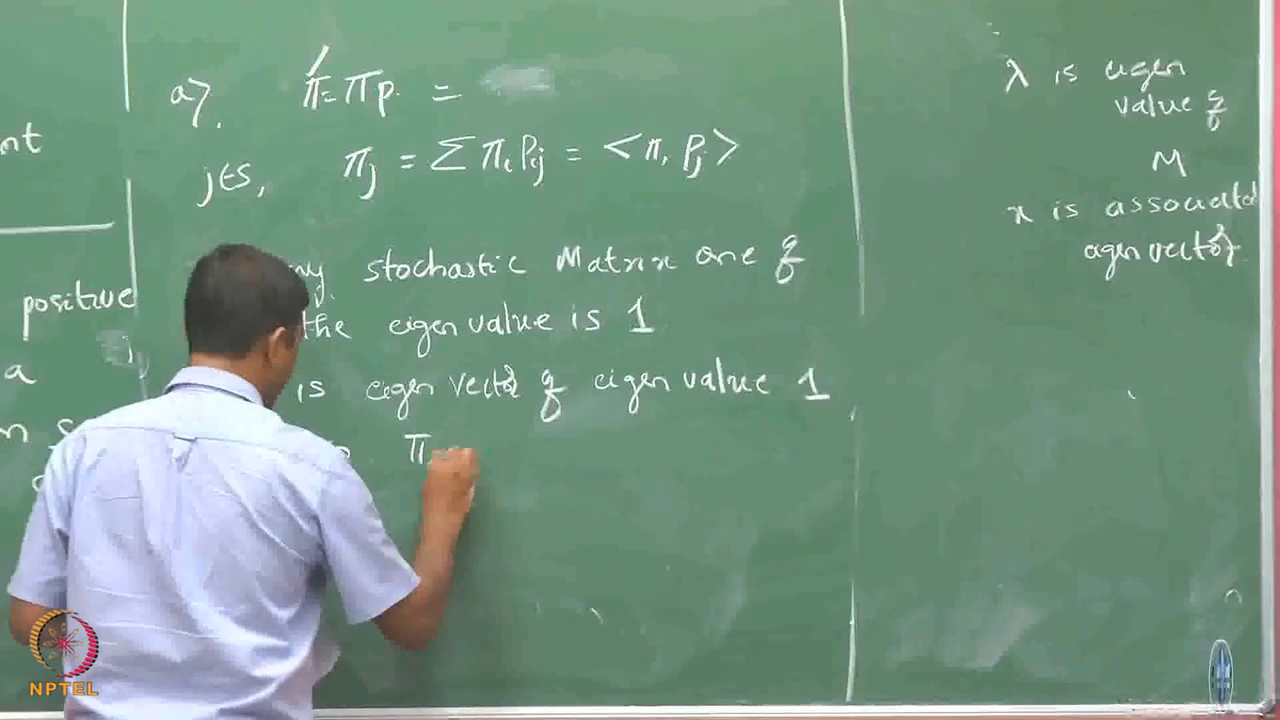 nt
positive
a
a). π = πp. =
j∈S, πj = Σ πi Pij = <π, Pj>
ny stochastic Matrix one of
the eigen value is 1
is eigen vector of eigen value 1
π
λ is eigen
value of
M
x is associated
eigen vector.
NPTEL